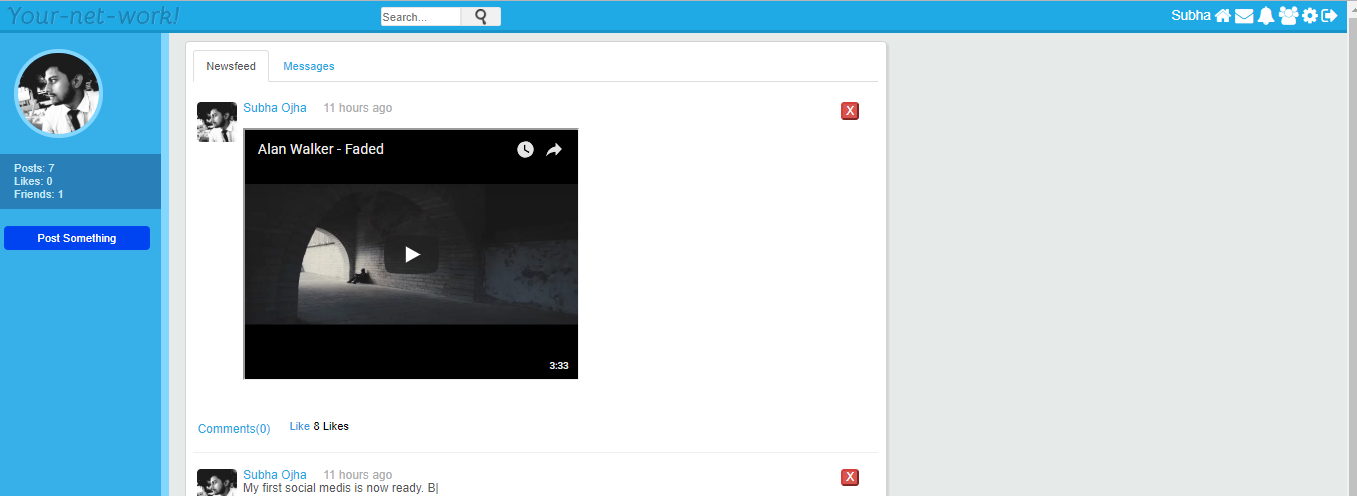 Your-net-work!
Search...
Subha
Posts: 7
Likes: 0
Friends: 1
Post Something
Newsfeed Messages
Subha Ojha 11 hours ago X
Alan Walker - Faded
3:33
Comments(0) Like 8 Likes
Subha Ojha 11 hours ago X
My first social medis is now ready. B|